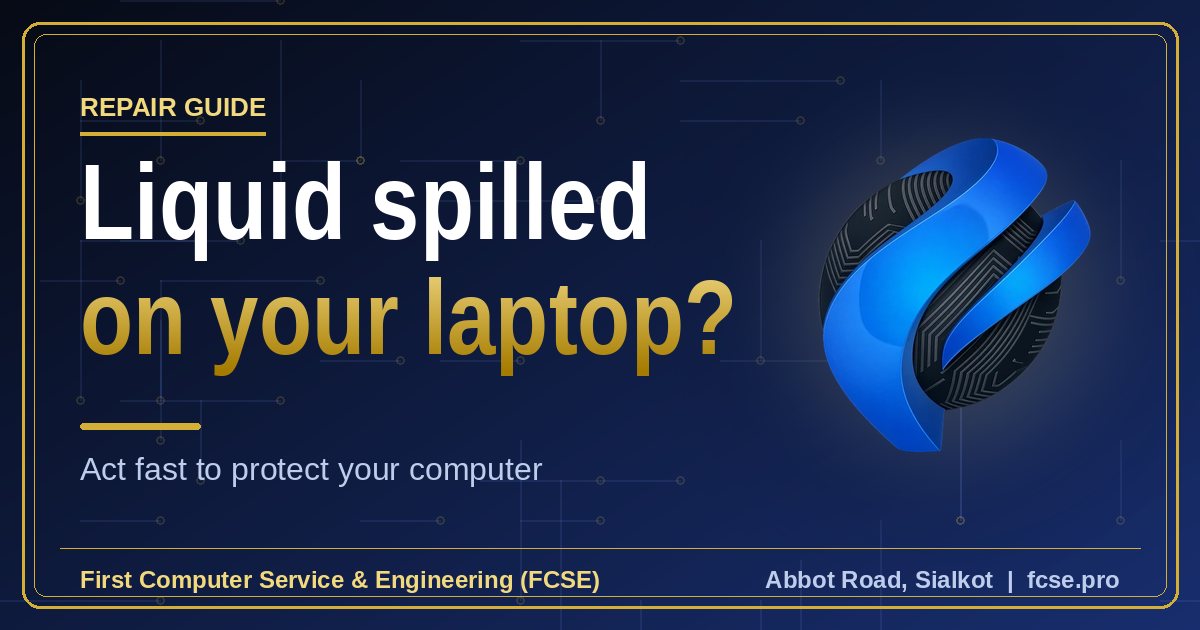 REPAIR GUIDE
Liquid spilled
on your laptop?
Act fast to protect your computer
First Computer Service & Engineering (FCSE)
Abbot Road, Sialkot | fcse.pro